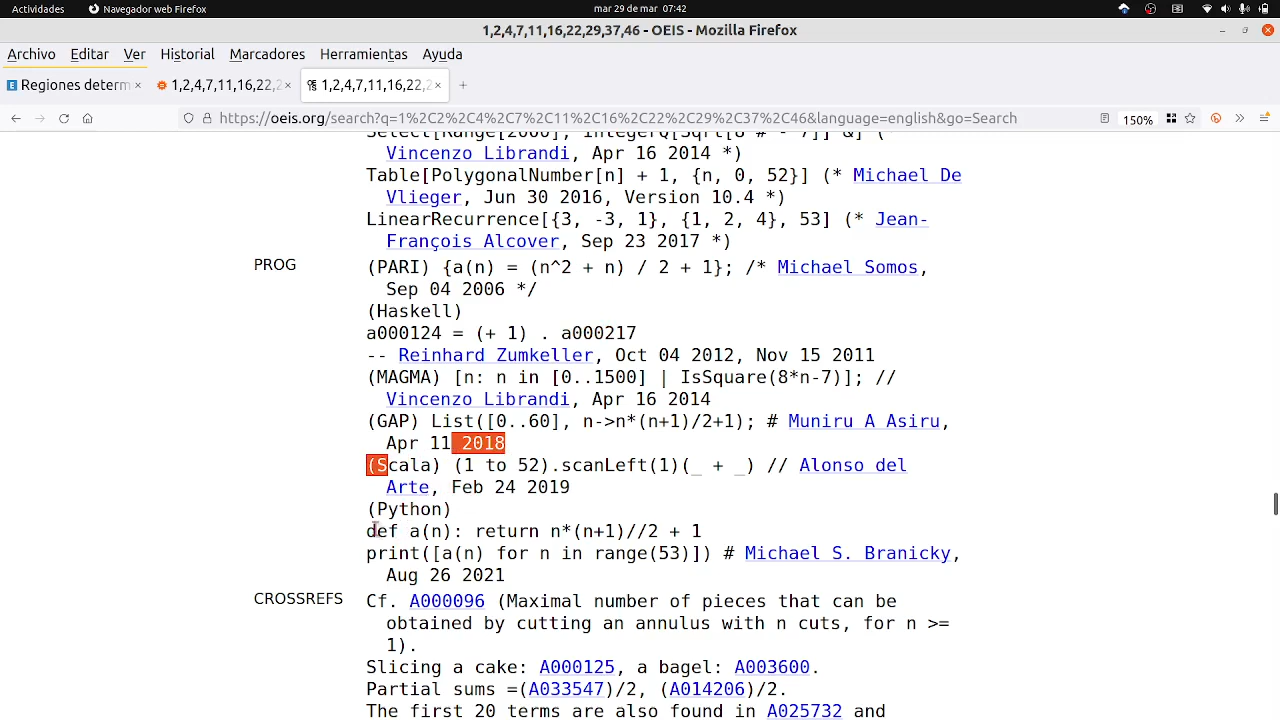 Actividades Navegador web Firefox mar 29 de mar 07:42
1,2,4,7,11,16,22,29,37,46 - OEIS - Mozilla Firefox
Archivo Editar Ver Historial Marcadores Herramientas Ayuda
Regiones determ 1,2,4,7,11,16,22,2 1,2,4,7,11,16,22,2
https://oeis.org/search?q=1%2C2%2C4%2C7%2C11%2C16%2C22%2C29%2C37%2C46&language=english&go=Search 150%
Select[Range[2000], IntegerQ[Sqrt[8 # - 7]] &] (*
Vincenzo Librandi, Apr 16 2014 *)
Table[PolygonalNumber[n] + 1, {n, 0, 52}] (* Michael De
Vlieger, Jun 30 2016, Version 10.4 *)
LinearRecurrence[{3, -3, 1}, {1, 2, 4}, 53] (* Jean-
François Alcover, Sep 23 2017 *)
PROG (PARI) {a(n) = (n^2 + n) / 2 + 1}; /* Michael Somos,
Sep 04 2006 */
(Haskell)
a000124 = (+ 1) . a000217
-- Reinhard Zumkeller, Oct 04 2012, Nov 15 2011
(MAGMA) [n: n in [0..1500] | IsSquare(8*n-7)]; //
Vincenzo Librandi, Apr 16 2014
(GAP) List([0..60], n->n*(n+1)/2+1); # Muniru A Asiru,
Apr 11 2018
(Scala) (1 to 52).scanLeft(1)(_ + _) // Alonso del
Arte, Feb 24 2019
(Python)
def a(n): return n*(n+1)//2 + 1
print([a(n) for n in range(53)]) # Michael S. Branicky,
Aug 26 2021
CROSSREFS Cf. A000096 (Maximal number of pieces that can be
obtained by cutting an annulus with n cuts, for n >=
1).
Slicing a cake: A000125, a bagel: A003600.
Partial sums =(A033547)/2, (A014206)/2.
The first 20 terms are also found in A025732 and